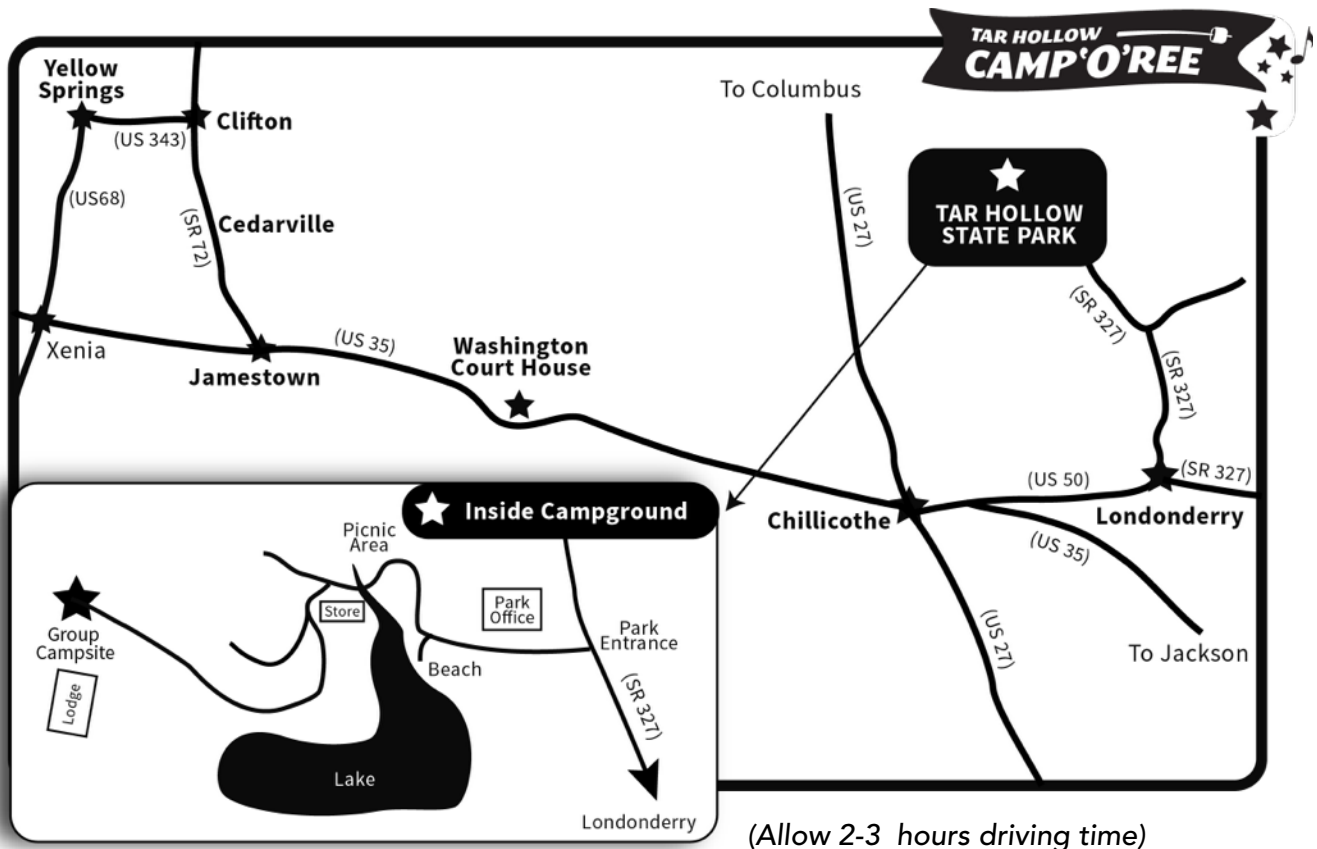 TAR HOLLOW
CAMP'O'REE
Yellow
Springs
Clifton
(US 343)
(US68)
(SR 72)
Cedarville
Xenia
Jamestown
(US 35)
Washington
Court House
To Columbus
(US 27)
TAR HOLLOW
STATE PARK
(SR 327)
(SR 327)
(SR 327)
(US 50)
Chillicothe
Londonderry
(US 35)
(US 27)
To Jackson
Inside Campground
Picnic
Area
Store
Park
Office
Park
Entrance
Group
Campsite
Lodge
Beach
(SR 327)
Lake
Londonderry
(Allow 2-3 hours driving time)